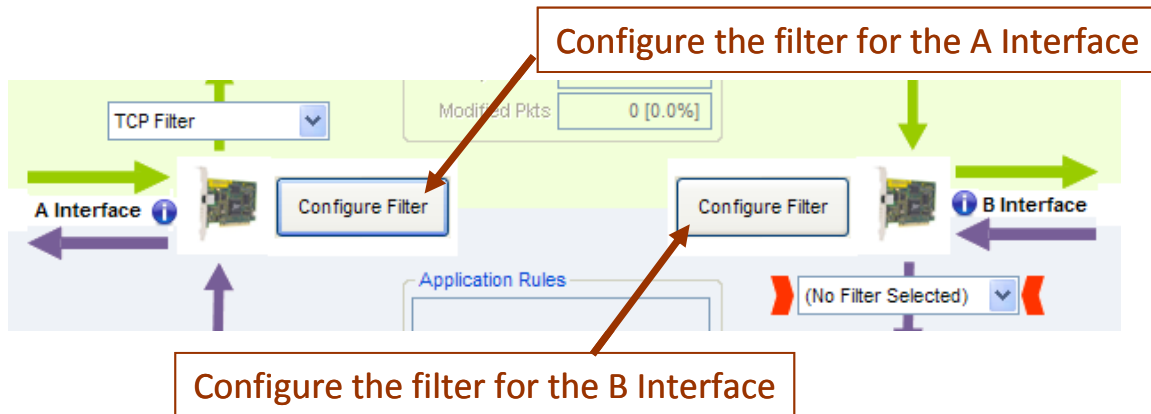 Configure the filter for the A Interface
Modified Pkts 0 [0.0%]
TCP Filter
A Interface
Configure Filter
Configure Filter
B Interface
Application Rules
(No Filter Selected)
Configure the filter for the B Interface